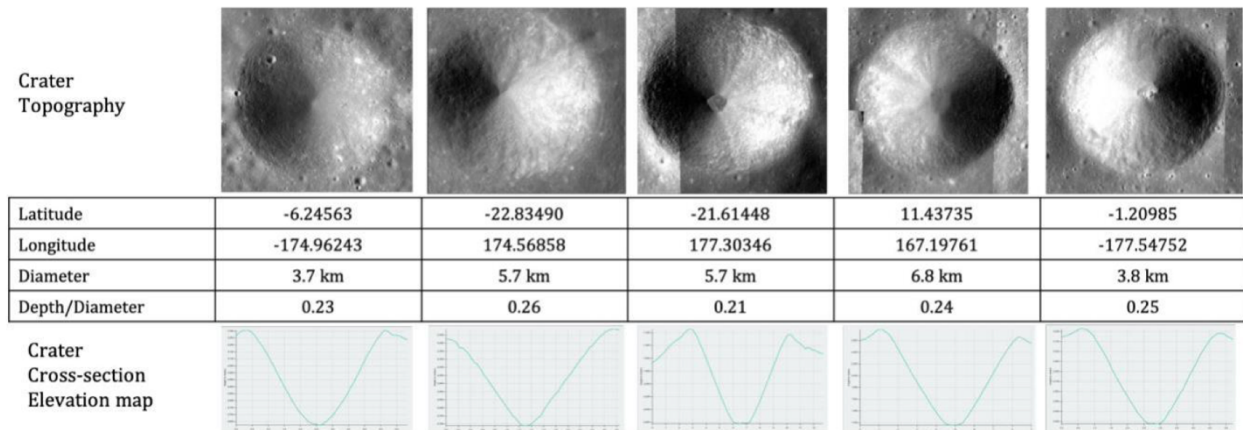 Crater
Topography
Latitude -6.24563 -22.83490 -21.61448 11.43735 -1.20985
Longitude -174.96243 174.56858 177.30346 167.19761 -177.54752
Diameter 3.7 km 5.7 km 5.7 km 6.8 km 3.8 km
Depth/Diameter 0.23 0.26 0.21 0.24 0.25
Crater
Cross-section
Elevation map